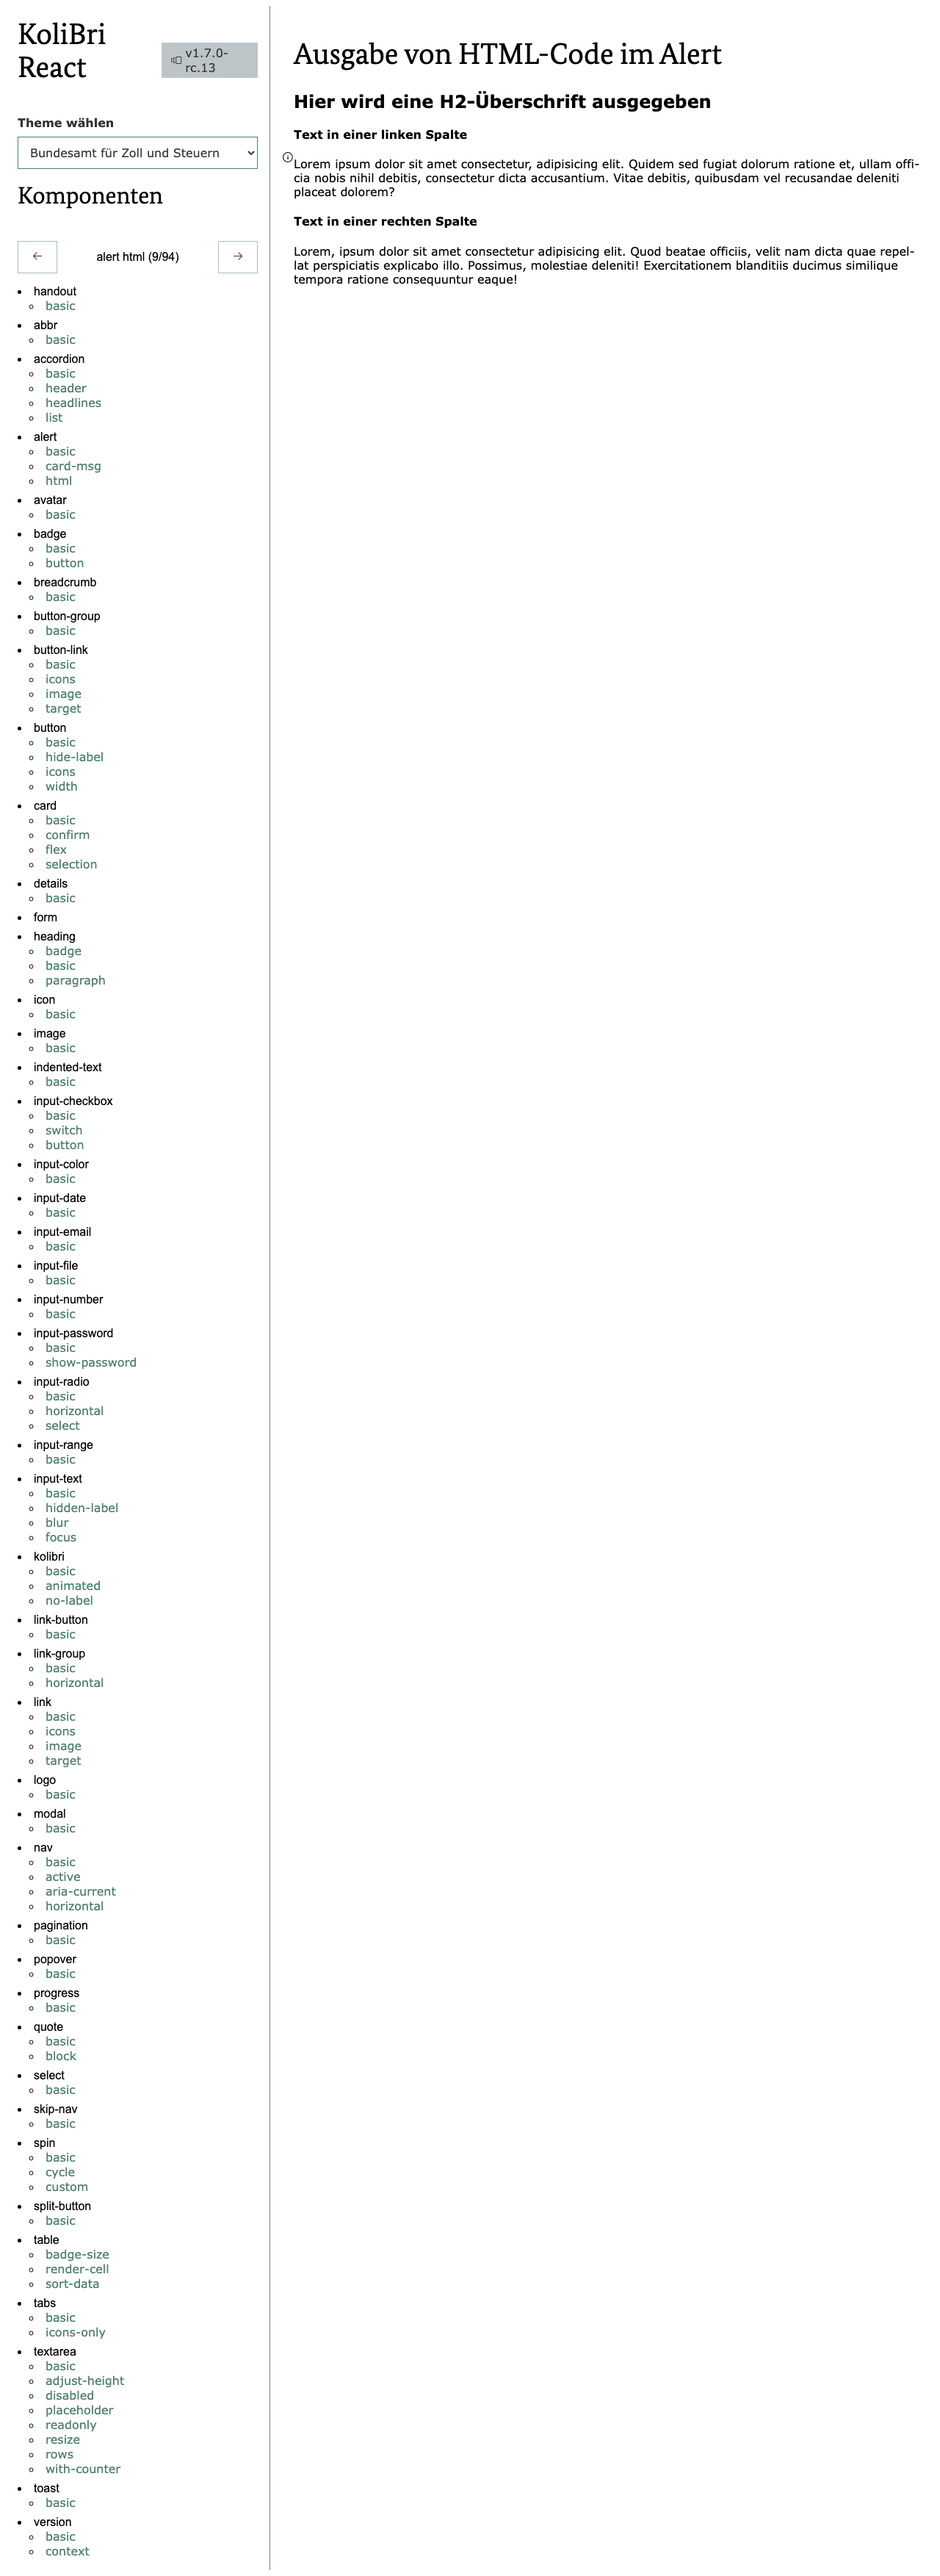 KoliBri
React
v1.7.0-
rc.13
Theme wählen
Bundesamt für Zoll und Steuern
Komponenten
alert html (9/94)
handout
basic
abbr
basic
accordion
basic
header
headlines
list
alert
basic
card-msg
html
avatar
basic
badge
basic
button
breadcrumb
basic
button-group
basic
button-link
basic
icons
image
target
button
basic
hide-label
icons
width
card
basic
confirm
flex
selection
details
basic
form
heading
badge
basic
paragraph
icon
basic
image
basic
indented-text
basic
input-checkbox
basic
switch
button
input-color
basic
input-date
basic
input-email
basic
input-file
basic
input-number
basic
input-password
basic
show-password
input-radio
basic
horizontal
select
input-range
basic
input-text
basic
hidden-label
blur
focus
kolibri
basic
animated
no-label
link-button
basic
link-group
basic
horizontal
link
basic
icons
image
target
logo
basic
modal
basic
nav
basic
active
aria-current
horizontal
pagination
basic
popover
basic
progress
basic
quote
basic
block
select
basic
skip-nav
basic
spin
basic
cycle
custom
split-button
basic
table
badge-size
render-cell
sort-data
tabs
basic
icons-only
textarea
basic
adjust-height
disabled
placeholder
readonly
resize
rows
with-counter
toast
basic
version
basic
context
Ausgabe von HTML-Code im Alert
Hier wird eine H2-Überschrift ausgegeben
Text in einer linken Spalte
Lorem ipsum dolor sit amet consectetur, adipisicing elit. Quidem sed fugiat dolorum ratione et, ullam offi-
cia nobis nihil debitis, consectetur dicta accusantium. Vitae debitis, quibusdam vel recusandae deleniti
placeat dolorem?
Text in einer rechten Spalte
Lorem, ipsum dolor sit amet consectetur adipisicing elit. Quod beatae officiis, velit nam dicta quae repel-
lat perspiciatis explicabo illo. Possimus, molestiae deleniti! Exercitationem blanditiis ducimus similique
tempora ratione consequuntur eaque!